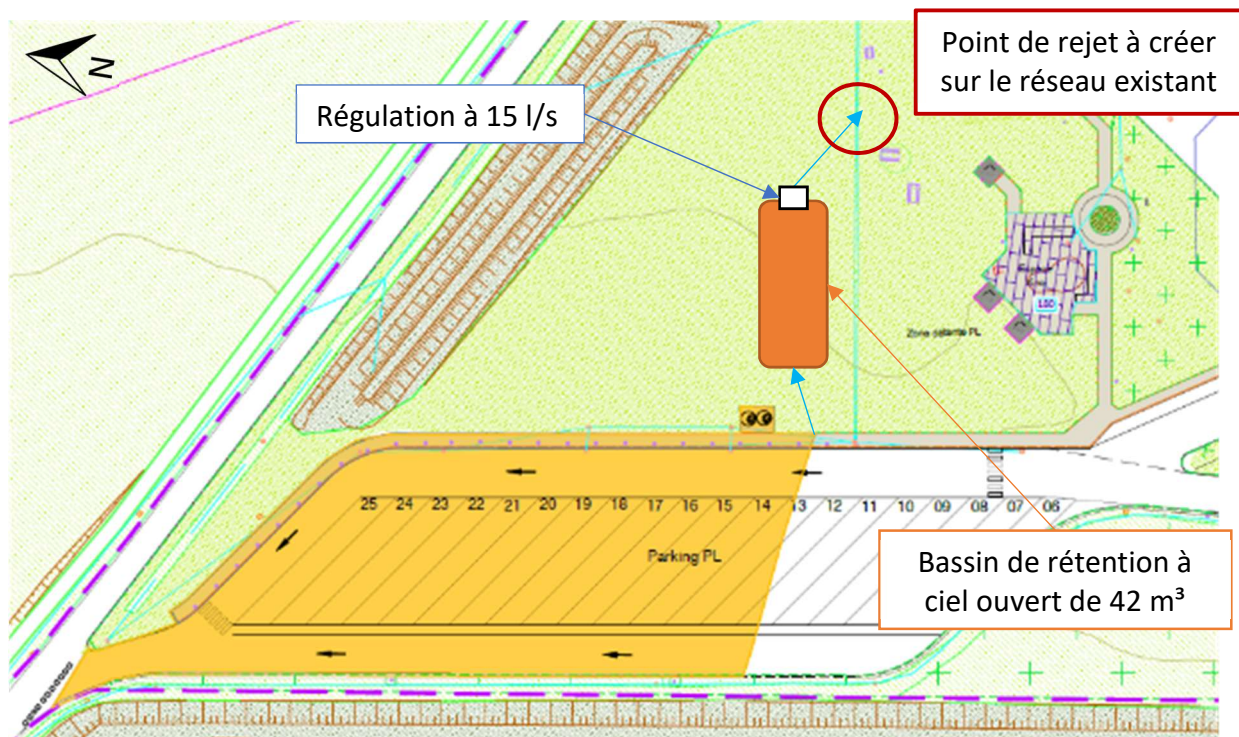 Point de rejet à créer
sur le réseau existant
Régulation à 15 l/s
N
Zone détente PL
25 24 23 22 21 20 19 18 17 16 15 14 13 12 11 10 09 08 07 06
Parking PL
Bassin de rétention à
ciel ouvert de 42 m³